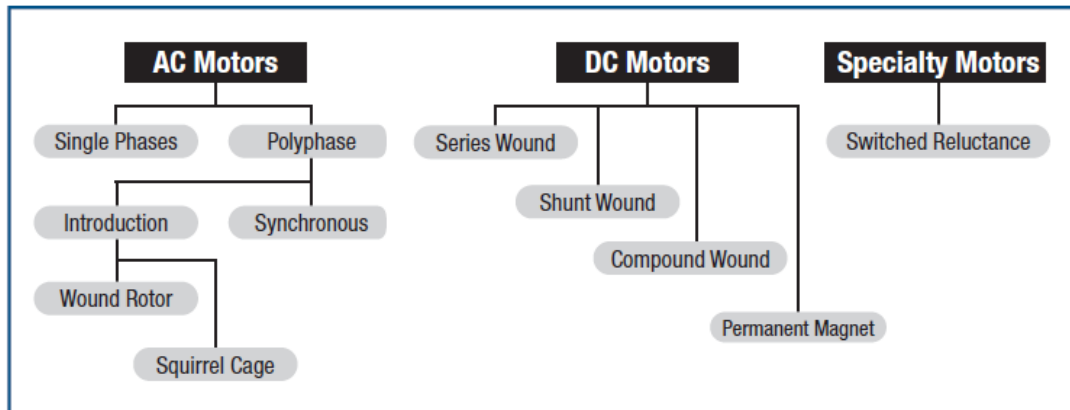 AC Motors
DC Motors
Specialty Motors
Single Phases
Polyphase
Series Wound
Switched Reluctance
Shunt Wound
Introduction
Synchronous
Compound Wound
Wound Rotor
Permanent Magnet
Squirrel Cage